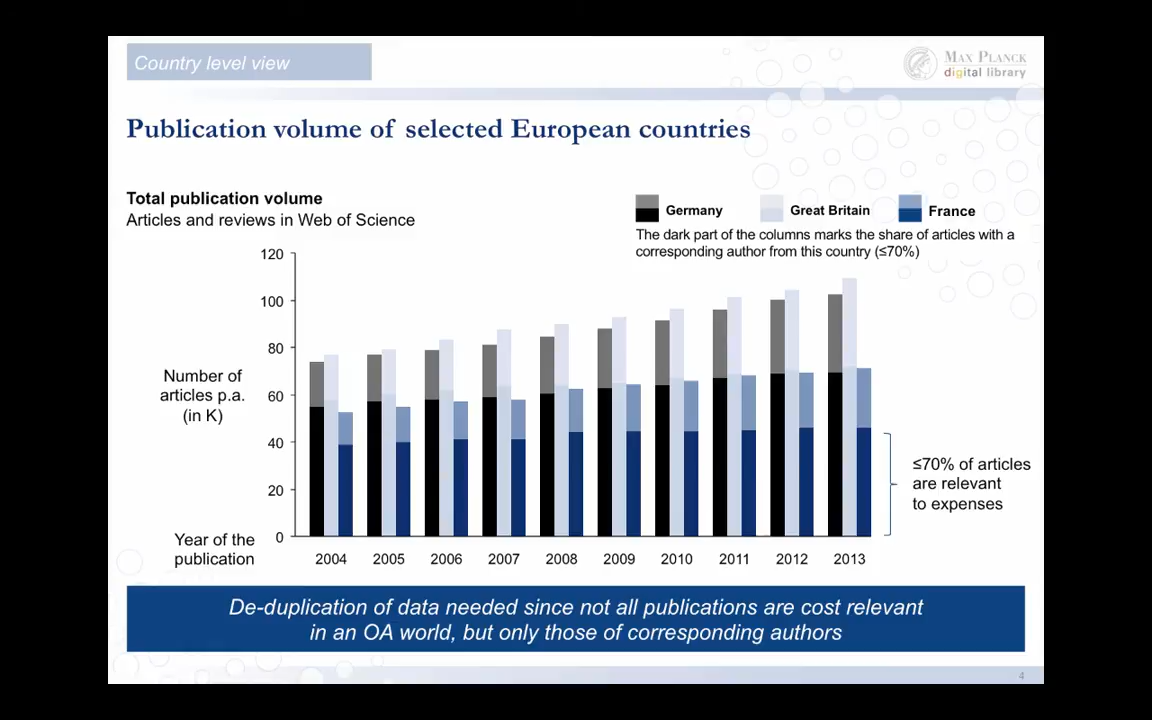 Country level view
MAX PLANCK
digital library
Publication volume of selected European countries
Total publication volume
Articles and reviews in Web of Science
Germany
Great Britain
France
The dark part of the columns marks the share of articles with a
corresponding author from this country (≤70%)
120
100
80
60
40
20
0
Number of
articles p.a.
(in K)
≤70% of articles
are relevant
to expenses
Year of the
publication
2004 2005 2006 2007 2008 2009 2010 2011 2012 2013
De-duplication of data needed since not all publications are cost relevant
in an OA world, but only those of corresponding authors
4